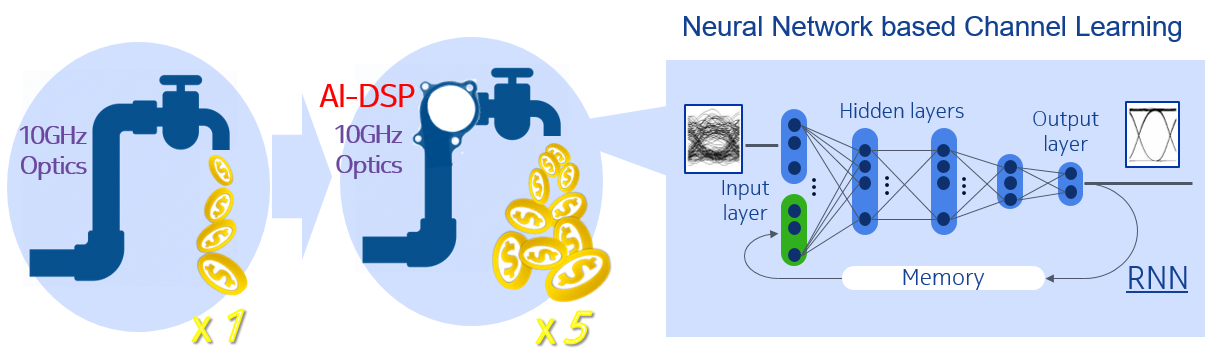 Neural Network based Channel Learning
10GHz
Optics
x 1
AI-DSP
10GHz
Optics
x 5
Hidden layers
Output
layer
Input
layer
Memory
RNN